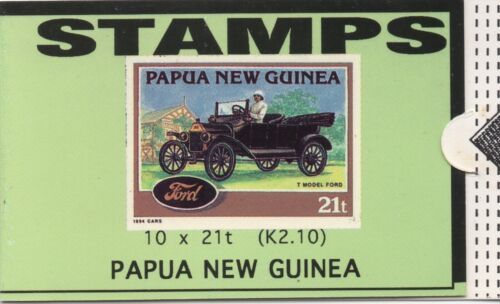 STAMPS
PAPUA NEW GUINEA
T MODEL FORD
Ford
21t
1994 CARS
10 x 21t (K2.10)
PAPUA NEW GUINEA